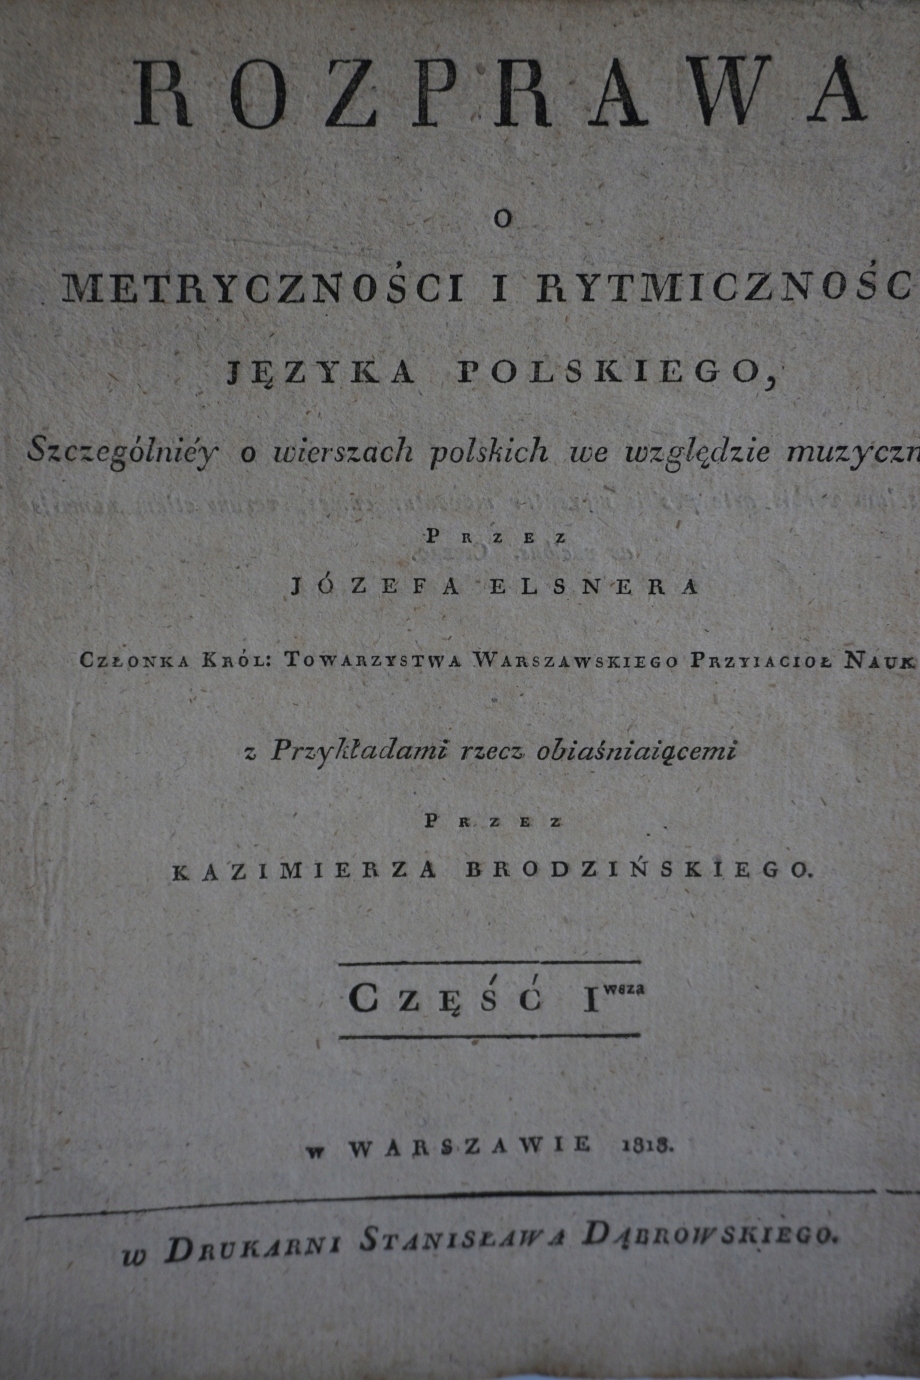 ROZPRAWA
O
METRYCZNOŚCI I RYTMICZNOŚC
JĘZYKA POLSKIEGO,
Szczególniéy o wierszach polskich we względzie muzyczn
PRZEZ
JÓZEFA ELSNERA
CZŁONKA KRÓL: TOWARZYSTWA WARSZAWSKIEGO PRZYIACIOŁ NAUK
z Przykładami rzecz obiaśniaiącemi
PRZEZ
KAZIMIERZA BRODZIŃSKIEGO.
CZĘŚĆ Iwsza
w WARSZAWIE 1818.
w DRUKARNI STANISŁAWA DĄBROWSKIEGO.